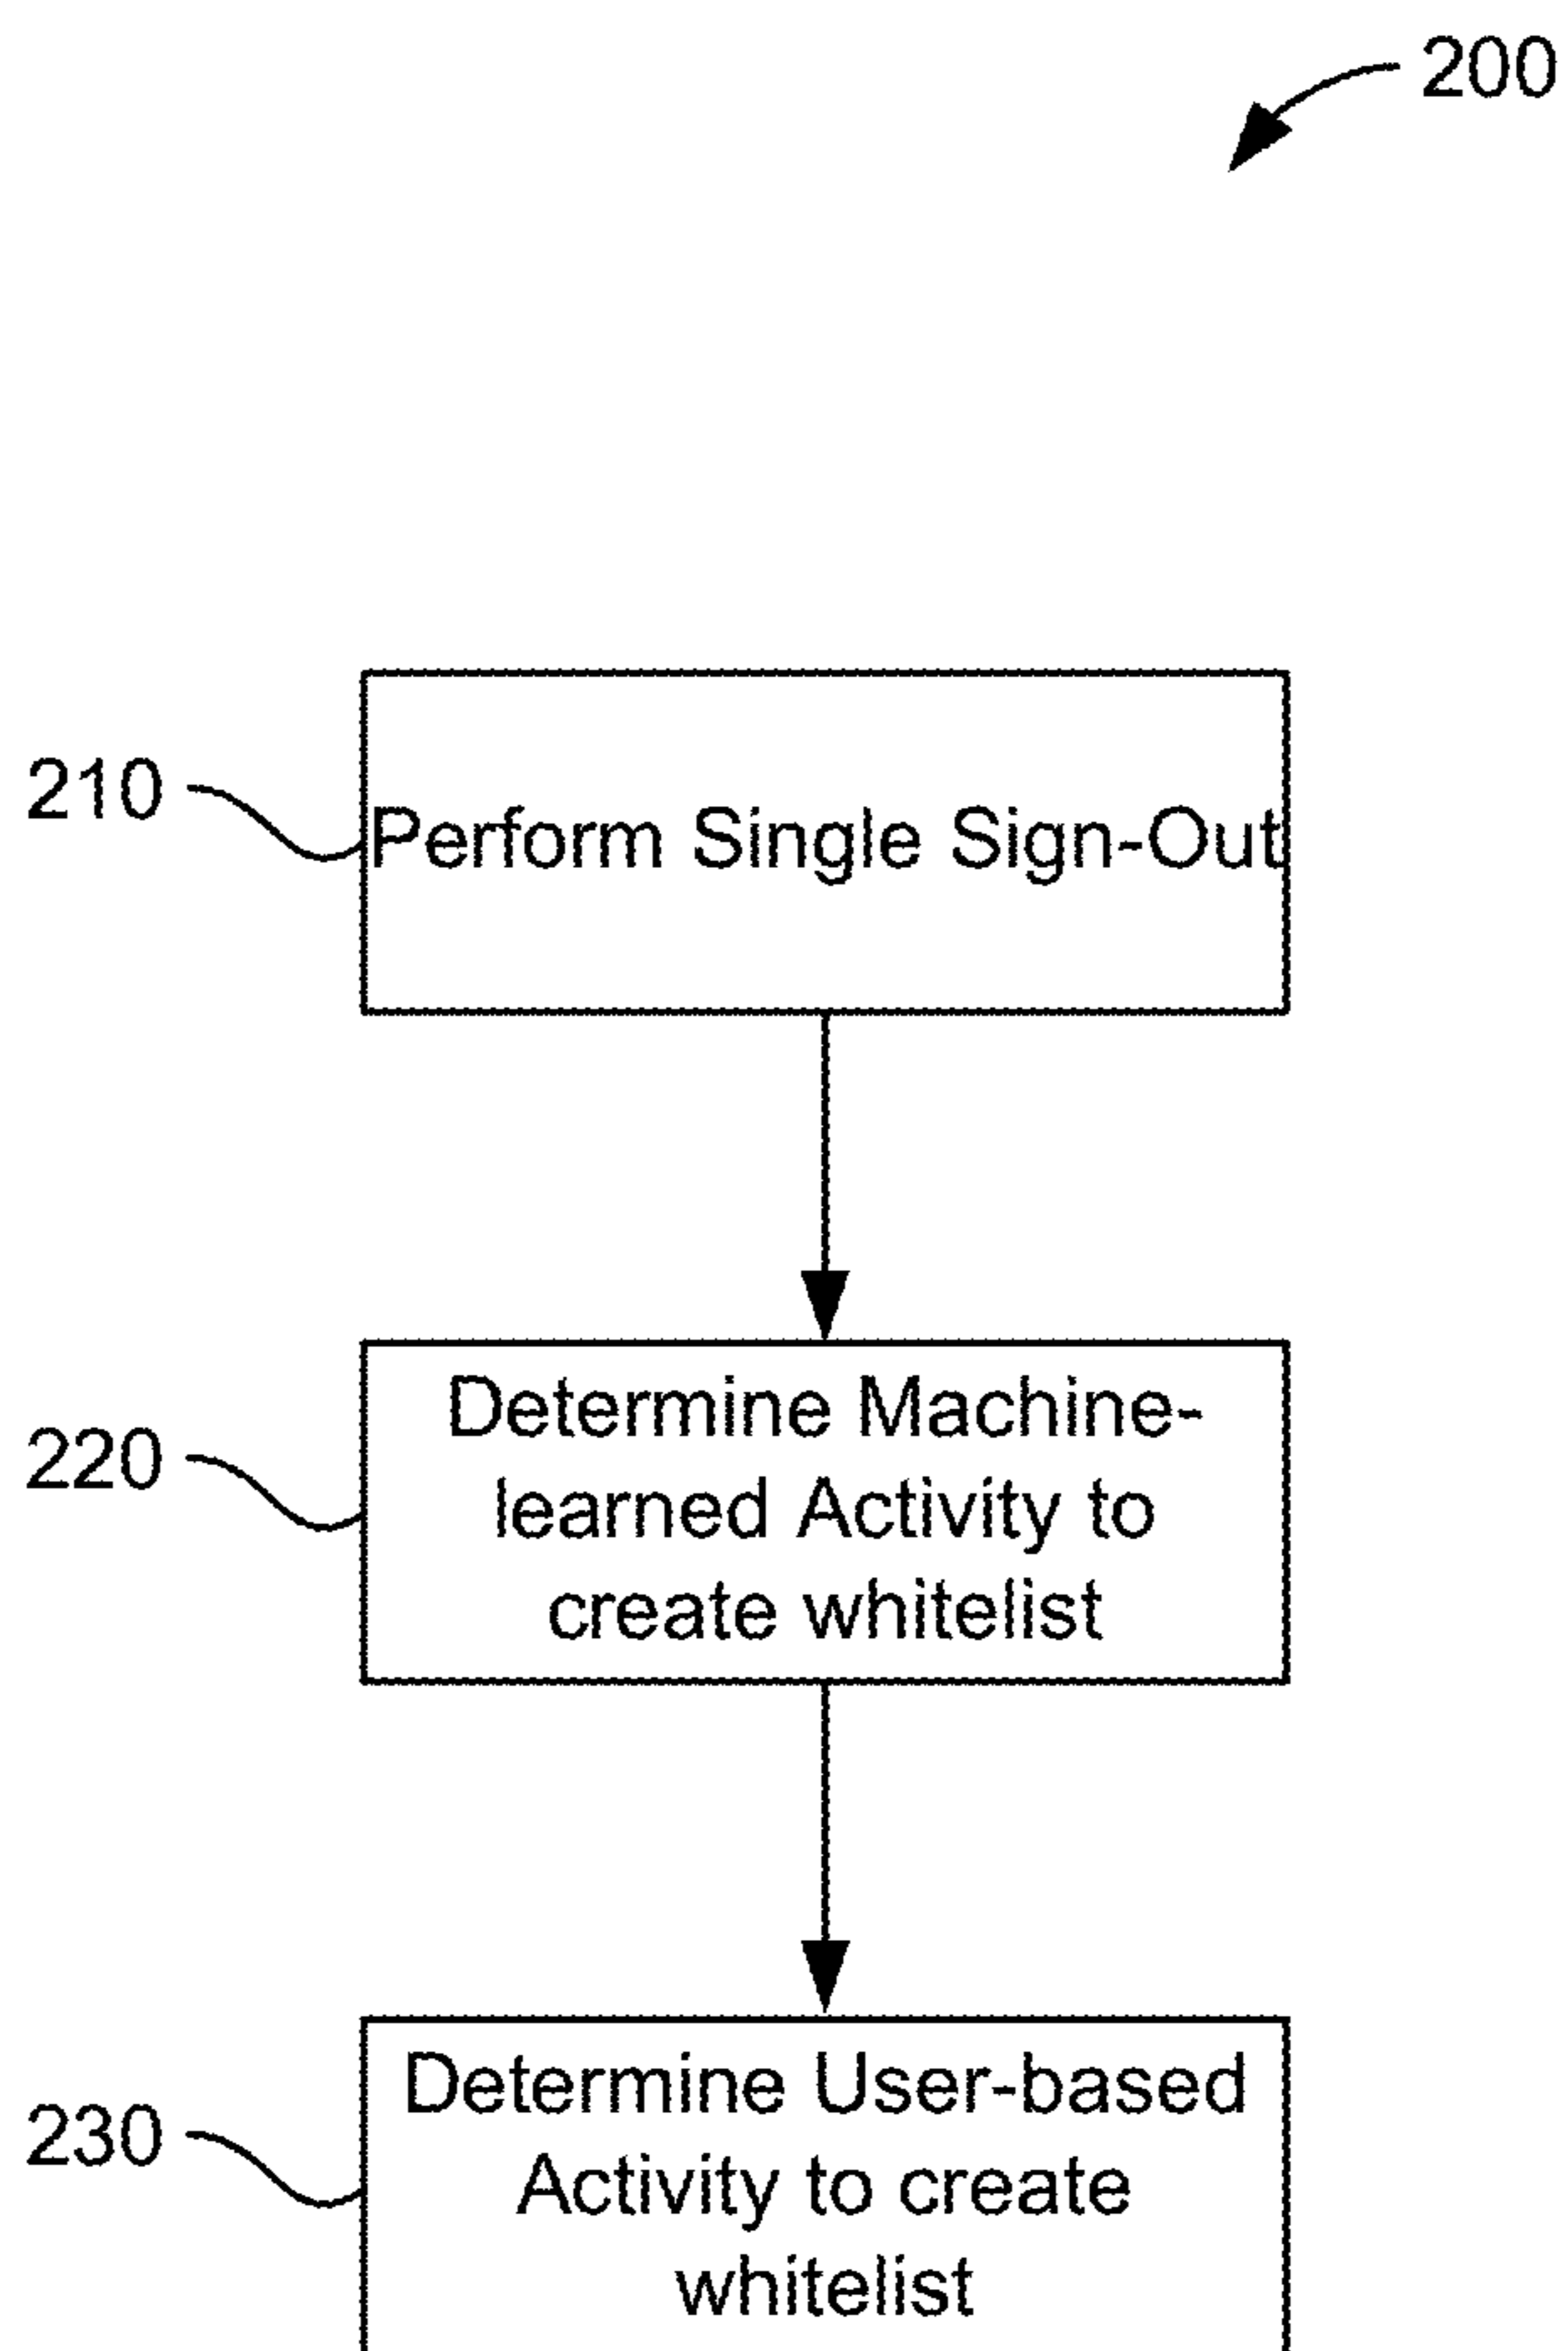 200
210
Perform Single Sign-Out
220
Determine Machine-
learned Activity to
create whitelist
230
Determine User-based
Activity to create
whitelist